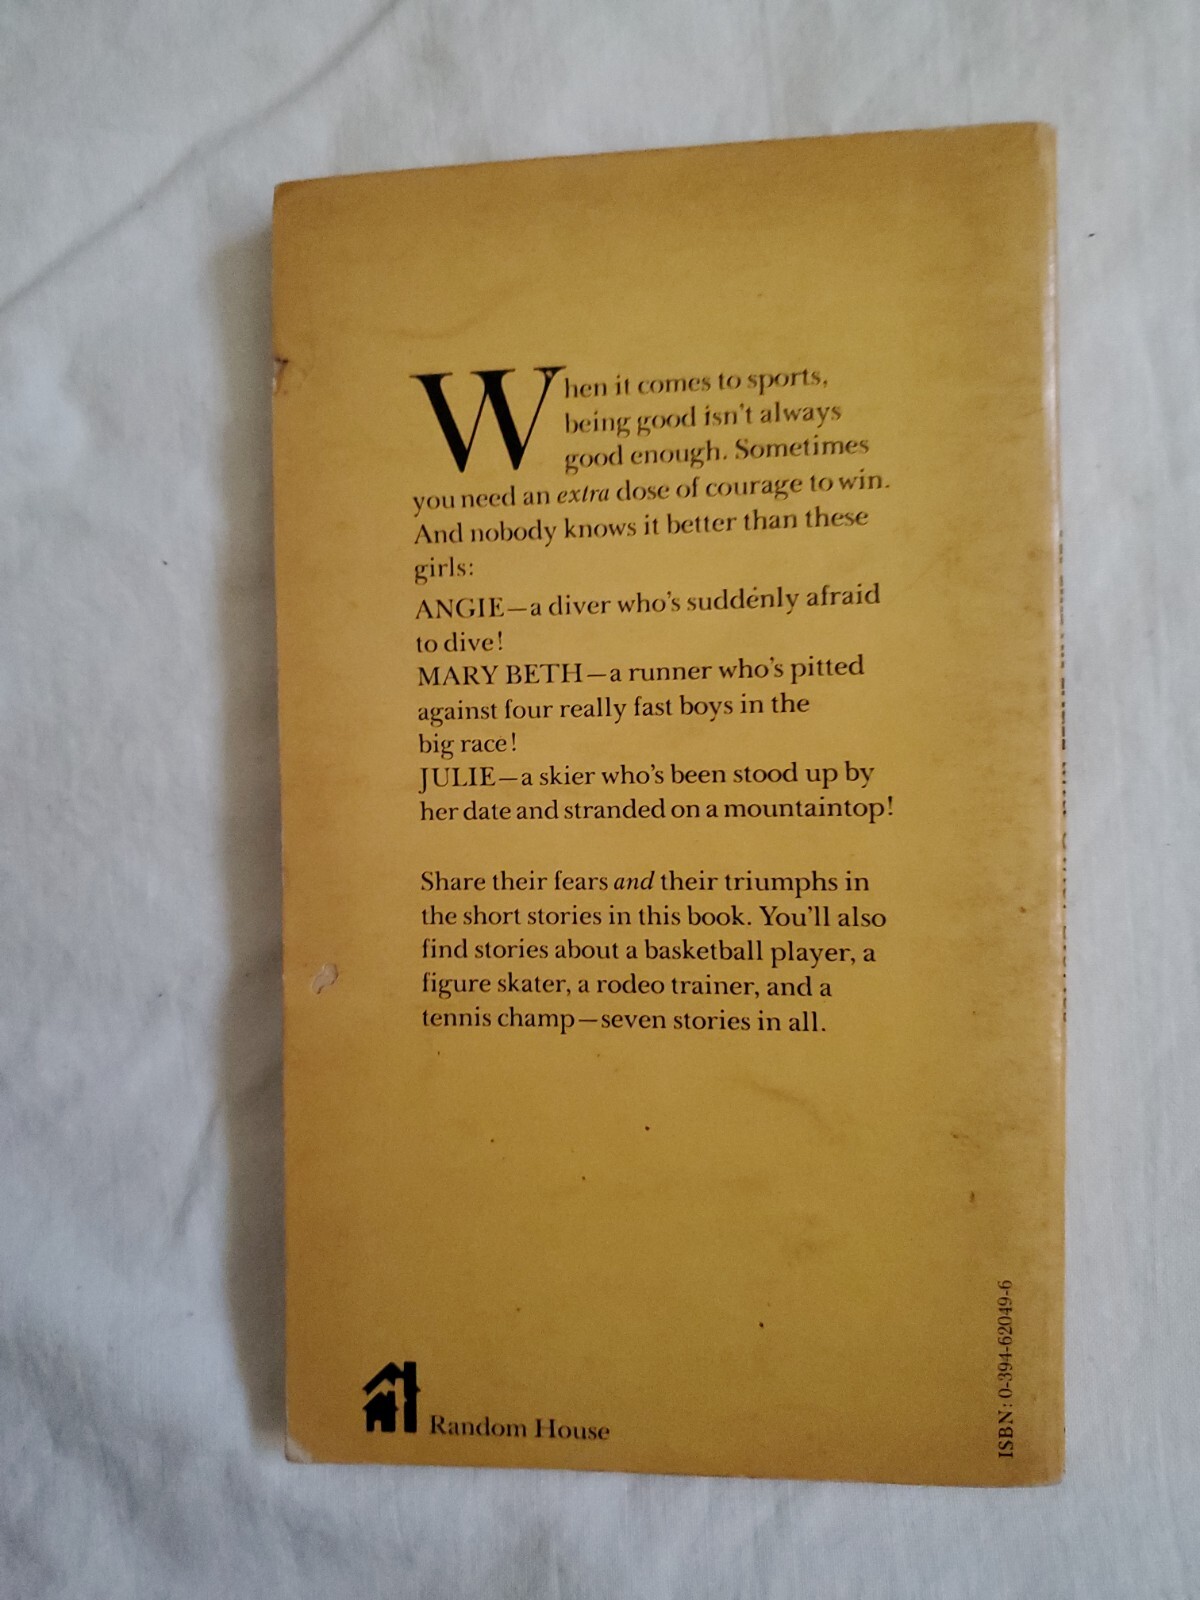 When it comes to sports,
being good isn't always
good enough. Sometimes
you need an extra dose of courage to win.
And nobody knows it better than these
girls:
ANGIE—a diver who's suddenly afraid
to dive!
MARY BETH—a runner who's pitted
against four really fast boys in the
big race!
JULIE—a skier who's been stood up by
her date and stranded on a mountaintop!
Share their fears and their triumphs in
the short stories in this book. You'll also
find stories about a basketball player, a
figure skater, a rodeo trainer, and a
tennis champ—seven stories in all.
Random House
ISBN: 0-394-62049-6